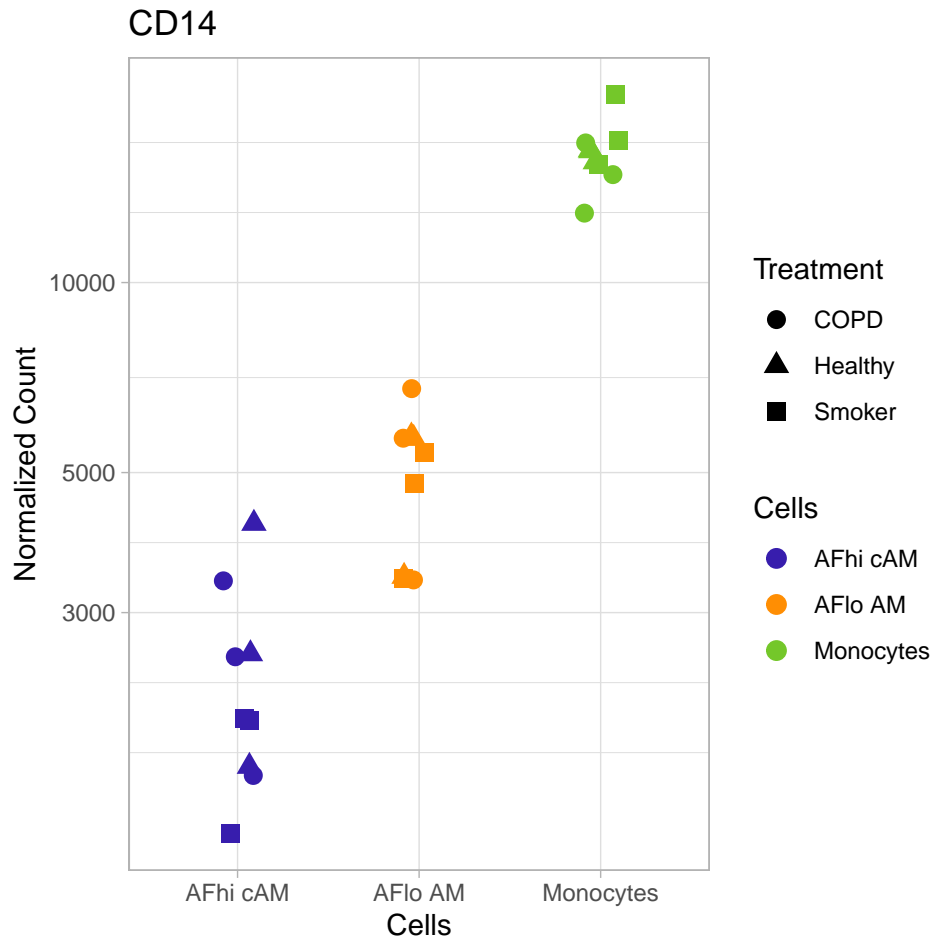 CD14
Normalized Count
10000
5000
3000
AFhi cAM
AFlo AM
Monocytes
Cells
Treatment
COPD
Healthy
Smoker
Cells
AFhi cAM
AFlo AM
Monocytes